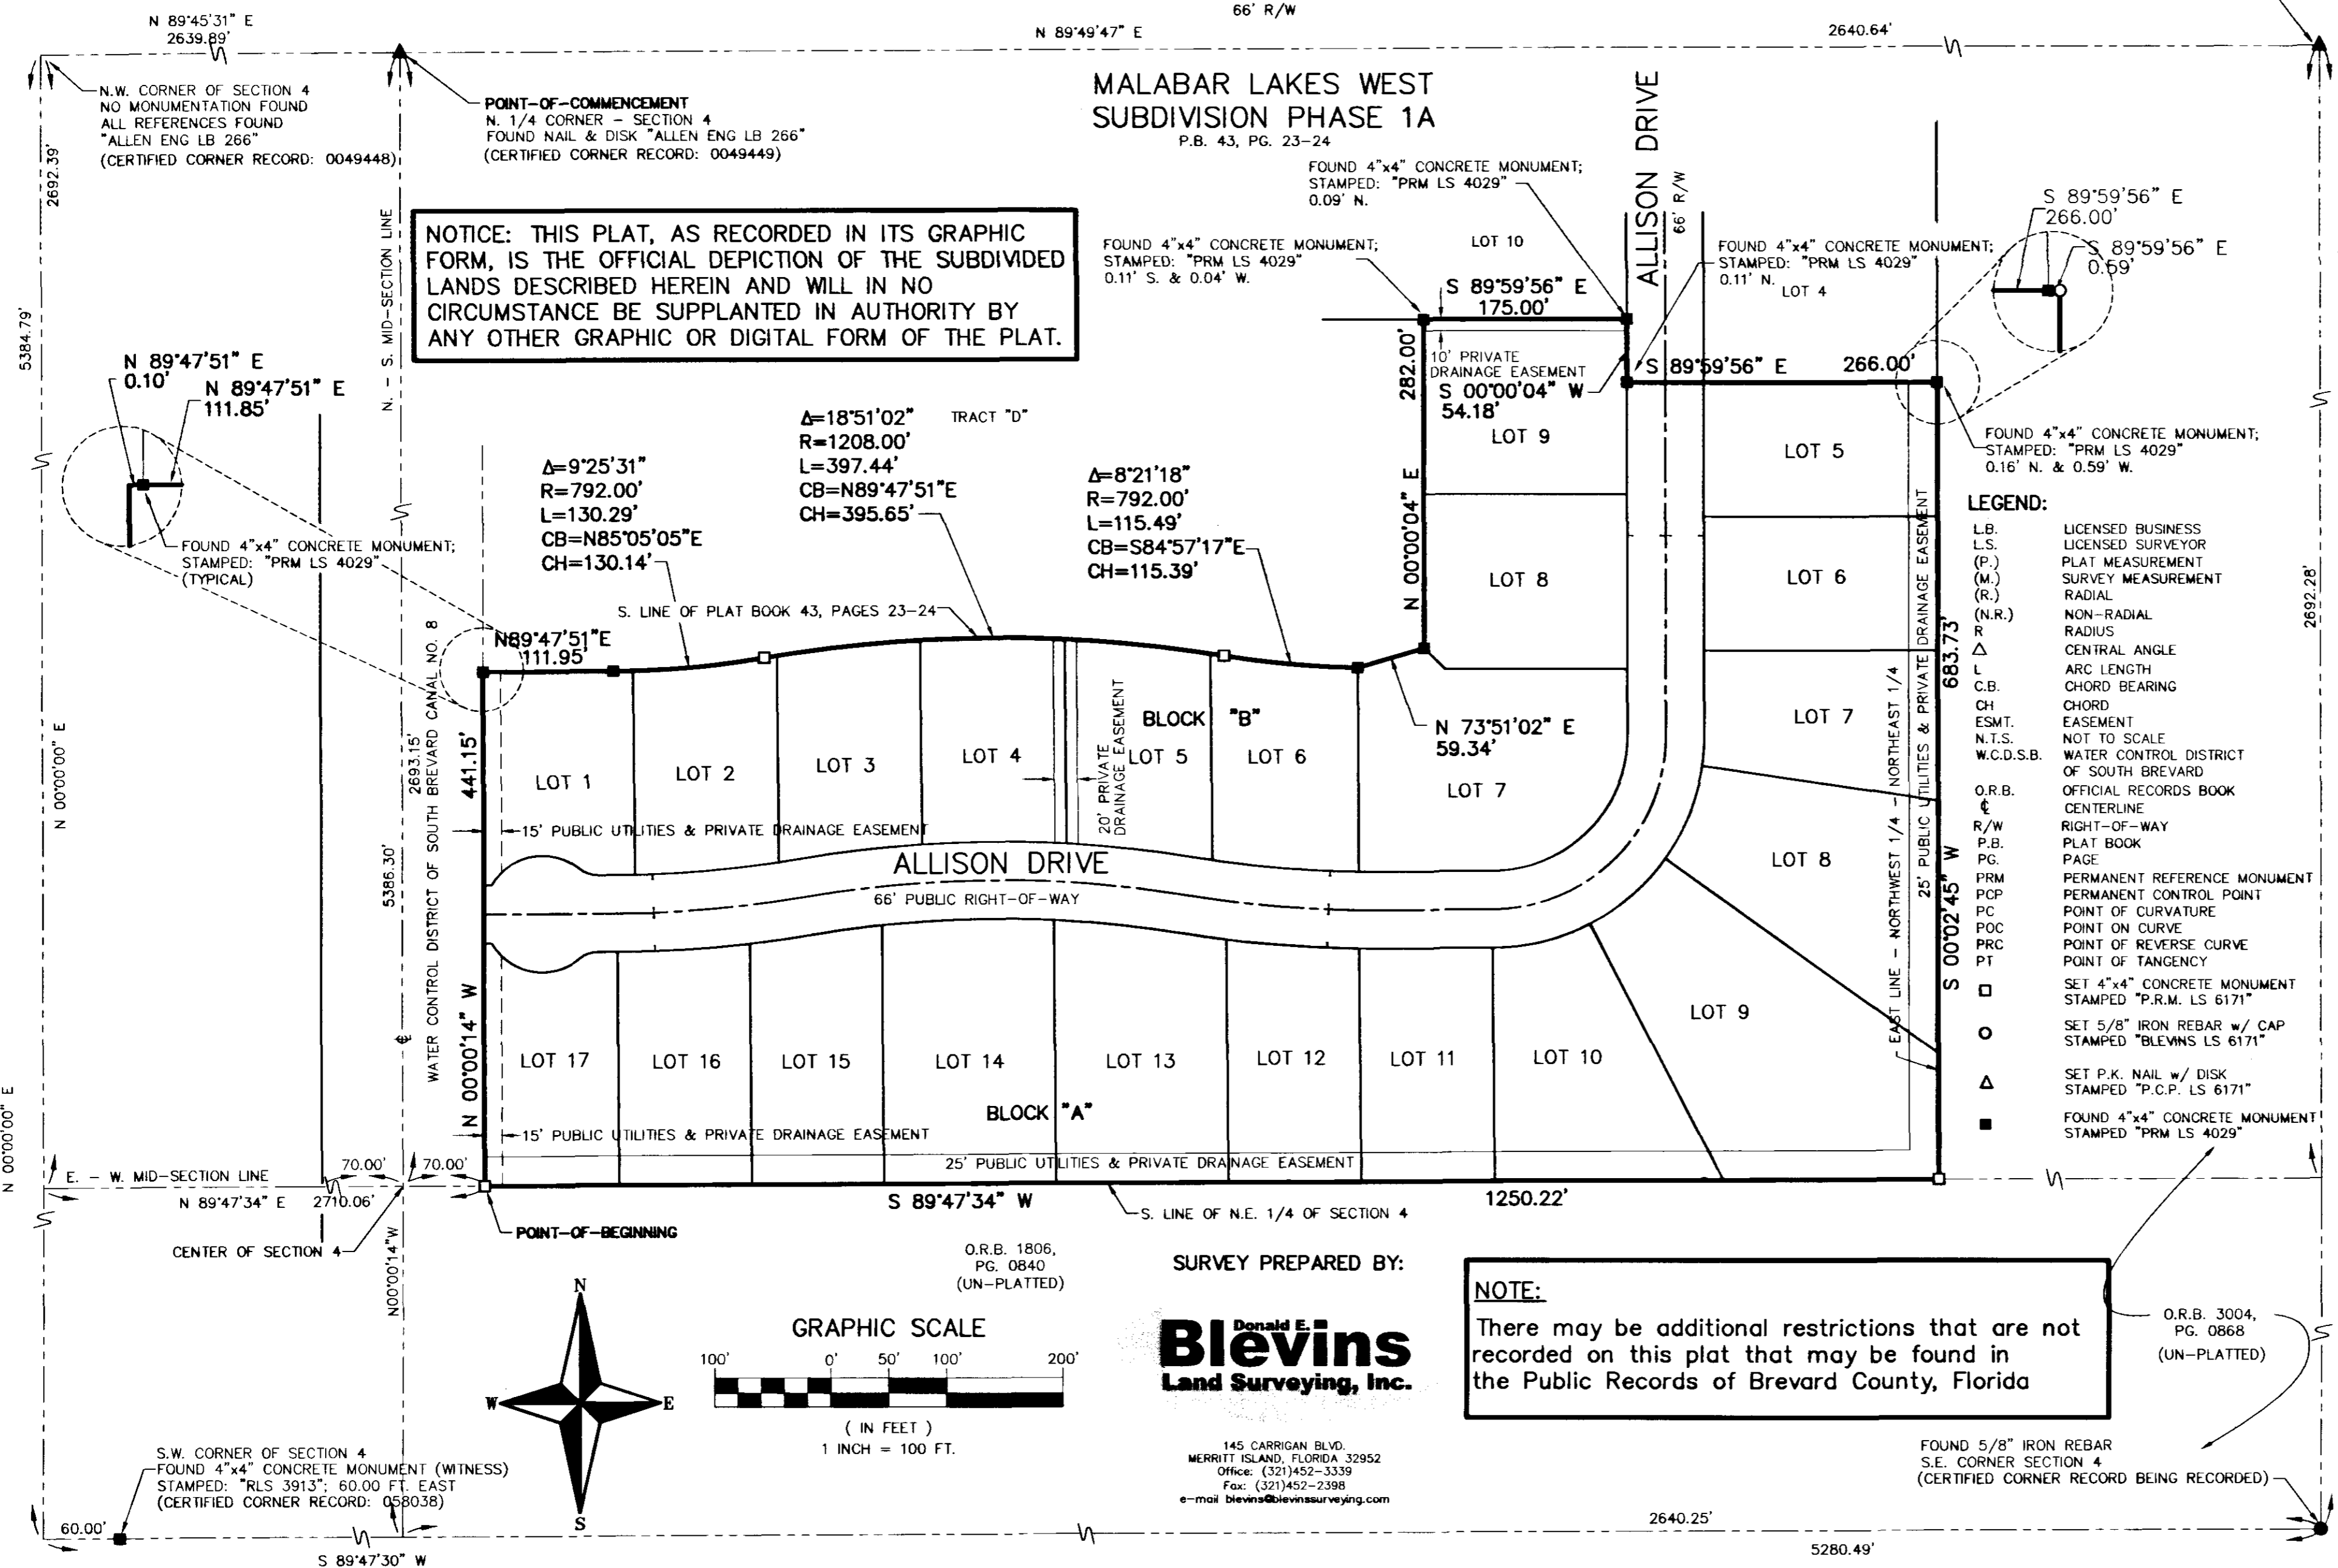 66' R/W
N 89°45'31" E
2639.89'
N 89°49'47" E
2640.64'
N.W. CORNER OF SECTION 4
NO MONUMENTATION FOUND
ALL REFERENCES FOUND
"ALLEN ENG LB 266"
(CERTIFIED CORNER RECORD: 0049448)
POINT-OF-COMMENCEMENT
N. 1/4 CORNER - SECTION 4
FOUND NAIL & DISK "ALLEN ENG LB 266"
(CERTIFIED CORNER RECORD: 0049449)
MALABAR LAKES WEST
SUBDIVISION PHASE 1A
P.B. 43, PG. 23-24
ALLISON DRIVE
66' R/W
2692.39'
5384.79'
N 00°00'00" E
N 00°00'00" E
N. - S. MID-SECTION LINE
NOTICE: THIS PLAT, AS RECORDED IN ITS GRAPHIC
FORM, IS THE OFFICIAL DEPICTION OF THE SUBDIVIDED
LANDS DESCRIBED HEREIN AND WILL IN NO
CIRCUMSTANCE BE SUPPLANTED IN AUTHORITY BY
ANY OTHER GRAPHIC OR DIGITAL FORM OF THE PLAT.
FOUND 4"x4" CONCRETE MONUMENT;
STAMPED: "PRM LS 4029"
0.09' N.
FOUND 4"x4" CONCRETE MONUMENT;
STAMPED: "PRM LS 4029"
0.11' S. & 0.04' W.
LOT 10
FOUND 4"x4" CONCRETE MONUMENT;
STAMPED: "PRM LS 4029"
0.11' N.
LOT 4
S 89°59'56" E
266.00'
S 89°59'56" E
0.59'
S 89°59'56" E
175.00'
10' PRIVATE
DRAINAGE EASEMENT
S 00°00'04" W
54.18'
282.00'
N 00°00'04" E
S 89°59'56" E
266.00'
FOUND 4"x4" CONCRETE MONUMENT;
STAMPED: "PRM LS 4029"
0.16' N. & 0.59' W.
N 89°47'51" E
0.10'
N 89°47'51" E
111.85'
FOUND 4"x4" CONCRETE MONUMENT;
STAMPED: "PRM LS 4029"
(TYPICAL)
Δ=9°25'31"
R=792.00'
L=130.29'
CB=N85°05'05"E
CH=130.14'
Δ=18°51'02"
R=1208.00'
L=397.44'
CB=N89°47'51"E
CH=395.65'
TRACT "D"
Δ=8°21'18"
R=792.00'
L=115.49'
CB=S84°57'17"E
CH=115.39'
S. LINE OF PLAT BOOK 43, PAGES 23-24
N89°47'51"E
111.95'
N 73°51'02" E
59.34'
LOT 9
LOT 8
LOT 5
LOT 6
LOT 7
LOT 8
LOT 9
BLOCK "B"
LOT 1
LOT 2
LOT 3
LOT 4
LOT 5
LOT 6
LOT 7
20' PRIVATE
DRAINAGE EASEMENT
15' PUBLIC UTILITIES & PRIVATE DRAINAGE EASEMENT
ALLISON DRIVE
66' PUBLIC RIGHT-OF-WAY
441.15'
N 00°00'14" W
WATER CONTROL DISTRICT OF SOUTH BREVARD CANAL NO. 8
2693.15'
5386.30'
℄
LOT 17
LOT 16
LOT 15
LOT 14
LOT 13
LOT 12
LOT 11
LOT 10
BLOCK "A"
15' PUBLIC UTILITIES & PRIVATE DRAINAGE EASEMENT
25' PUBLIC UTILITIES & PRIVATE DRAINAGE EASEMENT
25' PUBLIC UTILITIES & PRIVATE DRAINAGE EASEMENT
EAST LINE - NORTHWEST 1/4 - NORTHEAST 1/4
683.73'
S 00°02'45" W
2692.28'
LEGEND:
L.B. LICENSED BUSINESS
L.S. LICENSED SURVEYOR
(P.) PLAT MEASUREMENT
(M.) SURVEY MEASUREMENT
(R.) RADIAL
(N.R.) NON-RADIAL
R RADIUS
Δ CENTRAL ANGLE
L ARC LENGTH
C.B. CHORD BEARING
CH CHORD
ESMT. EASEMENT
N.T.S. NOT TO SCALE
W.C.D.S.B. WATER CONTROL DISTRICT
OF SOUTH BREVARD
O.R.B. OFFICIAL RECORDS BOOK
℄ CENTERLINE
R/W RIGHT-OF-WAY
P.B. PLAT BOOK
PG. PAGE
PRM PERMANENT REFERENCE MONUMENT
PCP PERMANENT CONTROL POINT
PC POINT OF CURVATURE
POC POINT ON CURVE
PRC POINT OF REVERSE CURVE
PT POINT OF TANGENCY
SET 4"x4" CONCRETE MONUMENT
STAMPED "P.R.M. LS 6171"
SET 5/8" IRON REBAR w/ CAP
STAMPED "BLEVINS LS 6171"
SET P.K. NAIL w/ DISK
STAMPED "P.C.P. LS 6171"
FOUND 4"x4" CONCRETE MONUMENT
STAMPED "PRM LS 4029"
E. - W. MID-SECTION LINE
70.00'
70.00'
N 89°47'34" E
2710.06'
CENTER OF SECTION 4
N00°00'14"W
POINT-OF-BEGINNING
S 89°47'34" W
1250.22'
S. LINE OF N.E. 1/4 OF SECTION 4
O.R.B. 1806,
PG. 0840
(UN-PLATTED)
N
W
E
S
GRAPHIC SCALE
100' 0' 50' 100' 200'
( IN FEET )
1 INCH = 100 FT.
SURVEY PREPARED BY:
Donald E.
Blevins
Land Surveying, Inc.
145 CARRIGAN BLVD.
MERRITT ISLAND, FLORIDA 32952
Office: (321)452-3339
Fax: (321)452-2398
e-mail blevins@blevinssurveying.com
NOTE:
There may be additional restrictions that are not
recorded on this plat that may be found in
the Public Records of Brevard County, Florida
O.R.B. 3004,
PG. 0868
(UN-PLATTED)
S.W. CORNER OF SECTION 4
FOUND 4"x4" CONCRETE MONUMENT (WITNESS)
STAMPED: "RLS 3913"; 60.00 FT. EAST
(CERTIFIED CORNER RECORD: 058038)
60.00'
S 89°47'30" W
FOUND 5/8" IRON REBAR
S.E. CORNER SECTION 4
(CERTIFIED CORNER RECORD BEING RECORDED)
2640.25'
5280.49'